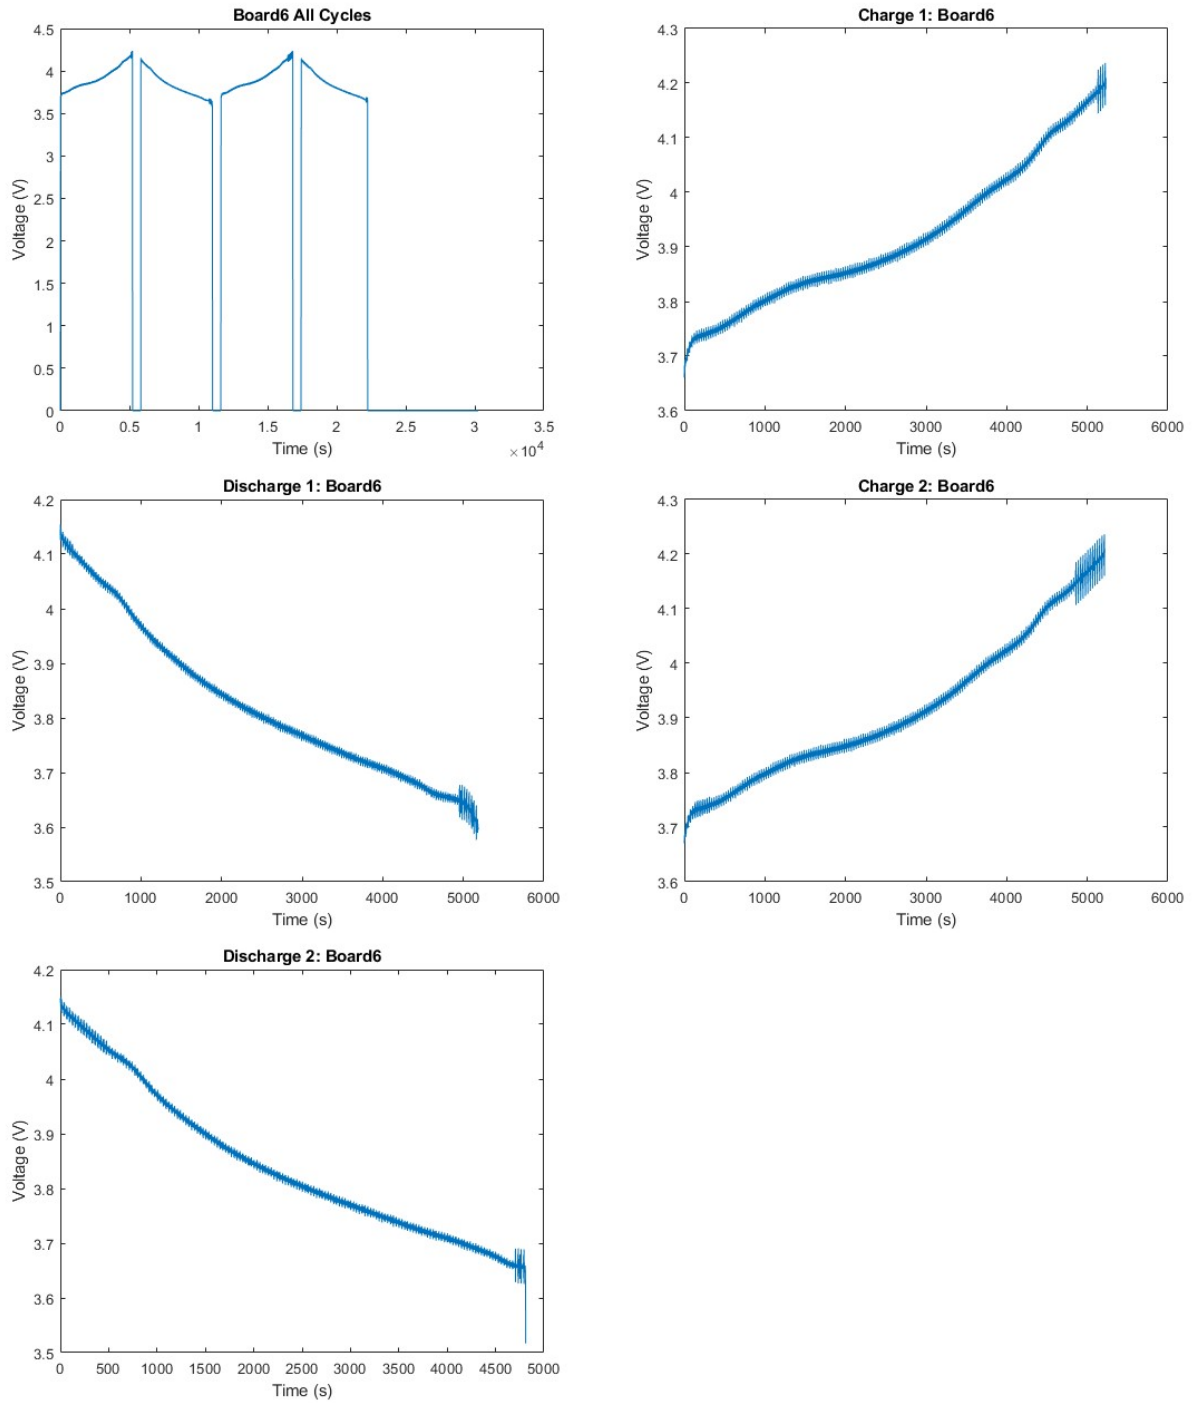 Board6 All Cycles
4.5
4
3.5
3
2.5
2
1.5
1
0.5
0
Voltage (V)
0 0.5 1 1.5 2 2.5 3 3.5
Time (s)
×10^4
Charge 1: Board6
4.3
4.2
4.1
4
3.9
3.8
3.7
3.6
Voltage (V)
0 1000 2000 3000 4000 5000 6000
Time (s)
Discharge 1: Board6
4.2
4.1
4
3.9
3.8
3.7
3.6
3.5
Voltage (V)
0 1000 2000 3000 4000 5000 6000
Time (s)
Charge 2: Board6
4.3
4.2
4.1
4
3.9
3.8
3.7
3.6
Voltage (V)
0 1000 2000 3000 4000 5000 6000
Time (s)
Discharge 2: Board6
4.2
4.1
4
3.9
3.8
3.7
3.6
3.5
Voltage (V)
0 500 1000 1500 2000 2500 3000 3500 4000 4500 5000
Time (s)